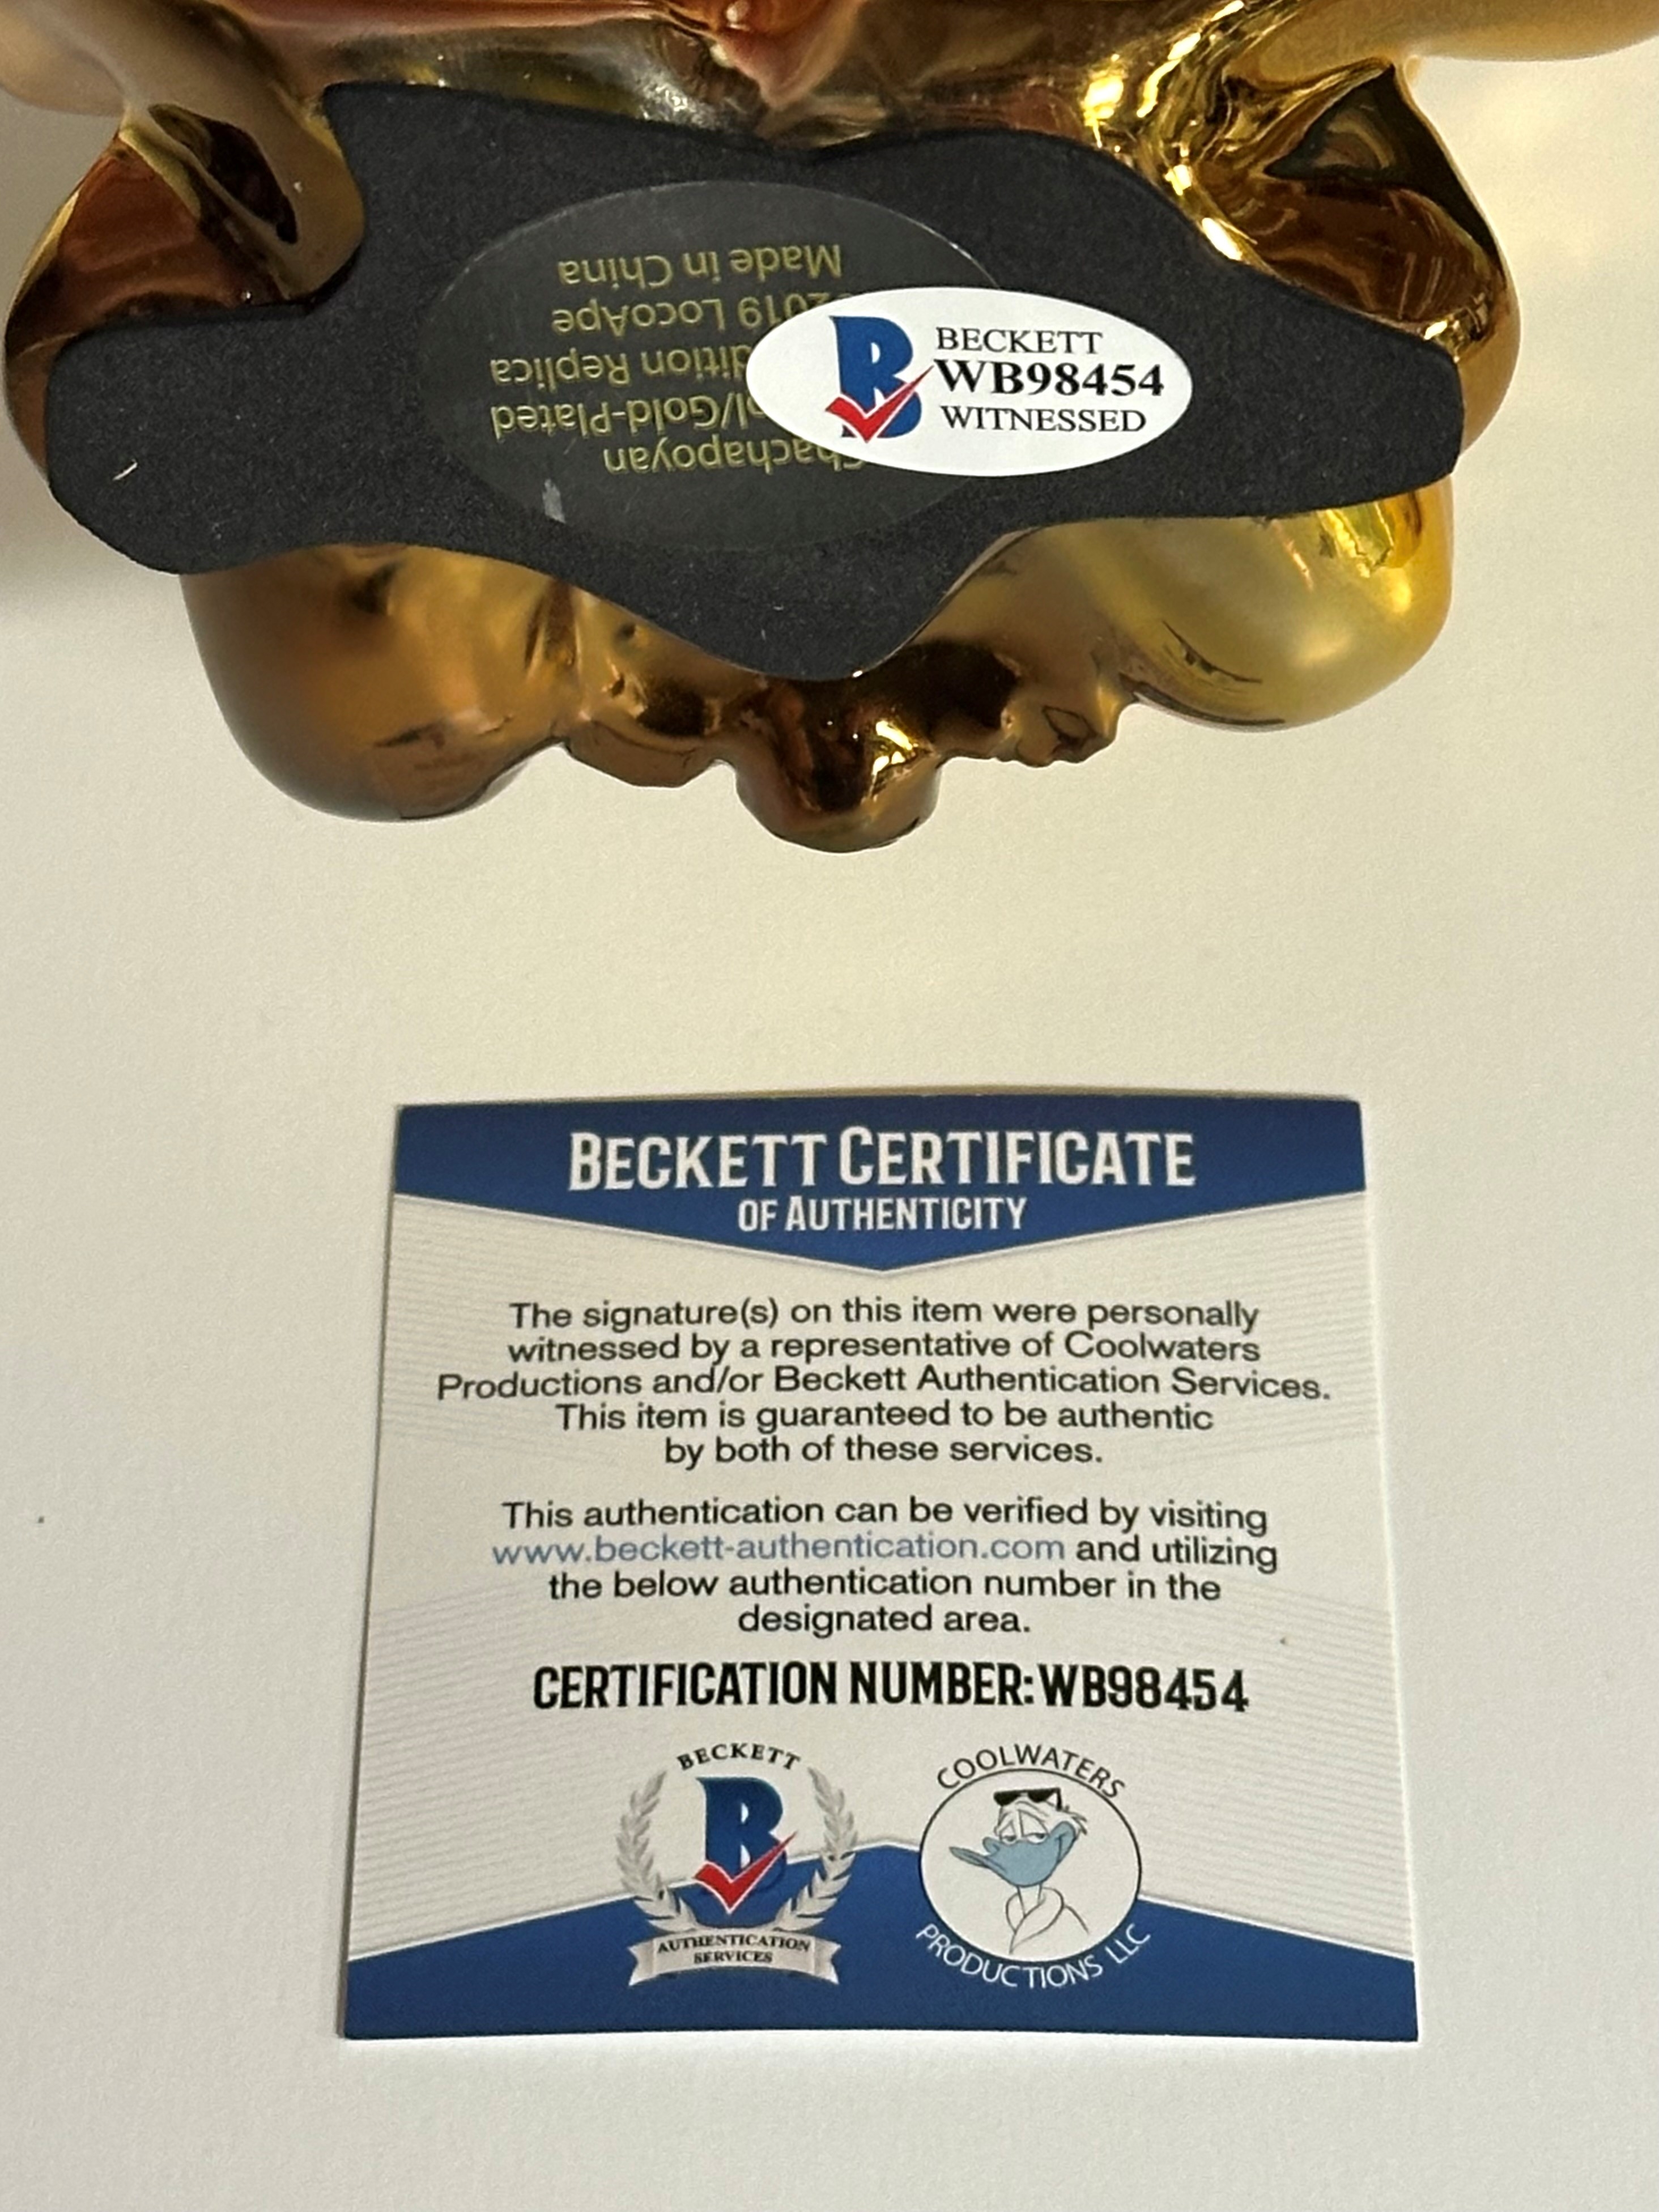 Made in China
2019 LocoApe
dition Replica
ol/Gold-Plated
hachapoyan
BECKETT
WB98454
WITNESSED
BECKETT CERTIFICATE
OF AUTHENTICITY
The signature(s) on this item were personally
witnessed by a representative of Coolwaters
Productions and/or Beckett Authentication Services.
This item is guaranteed to be authentic
by both of these services.
This authentication can be verified by visiting
www.beckett-authentication.com and utilizing
the below authentication number in the
designated area.
CERTIFICATION NUMBER: WB98454
BECKETT
B
AUTHENTICATION
SERVICES
COOLWATERS
PRODUCTIONS LLC